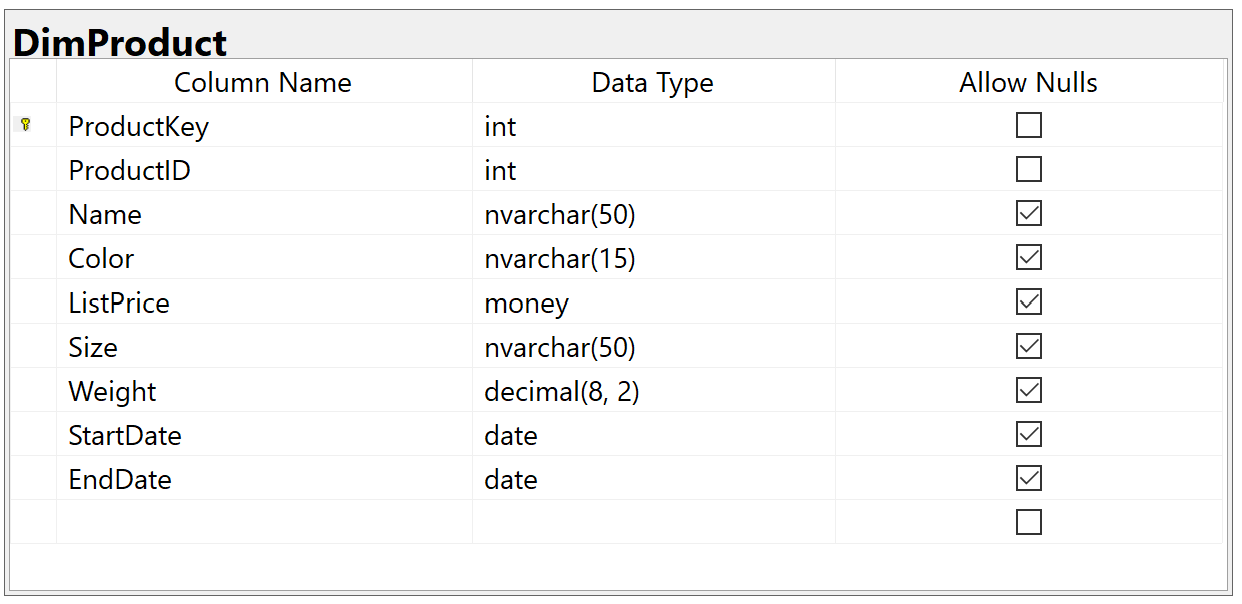 DimProduct
Column Name Data Type Allow Nulls
ProductKey int
ProductID int
Name nvarchar(50)
Color nvarchar(15)
ListPrice money
Size nvarchar(50)
Weight decimal(8, 2)
StartDate date
EndDate date